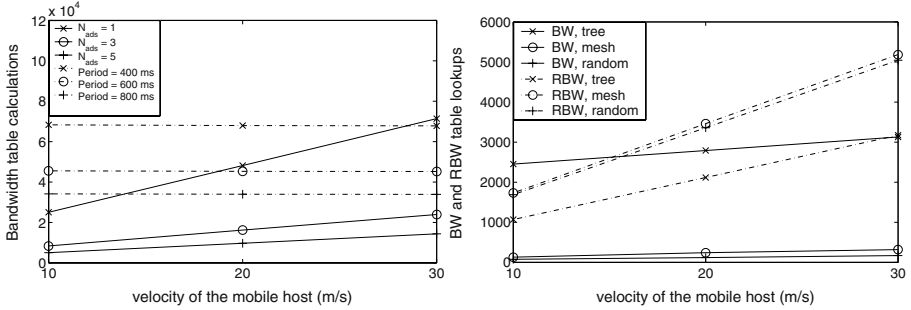 x 10^4
12
10
8
6
4
2
0
N_ads = 1
N_ads = 3
N_ads = 5
Period = 400 ms
Period = 600 ms
Period = 800 ms
Bandwidth table calculations
10
20
30
velocity of the mobile host (m/s)
6000
5000
4000
3000
2000
1000
0
BW, tree
BW, mesh
BW, random
RBW, tree
RBW, mesh
RBW, random
BW and RBW table lookups
10
20
30
velocity of the mobile host (m/s)